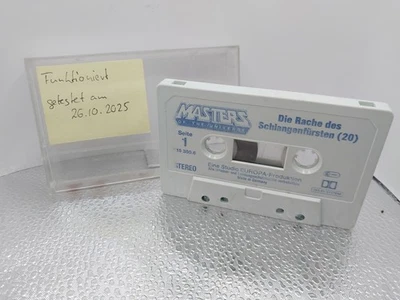 Funktioniert
getestet am
26.10.2025
MASTERS
OF THE UNIVERSE
Die Rache des
Schlangenfürsten (20)
Seite
1
STEREO